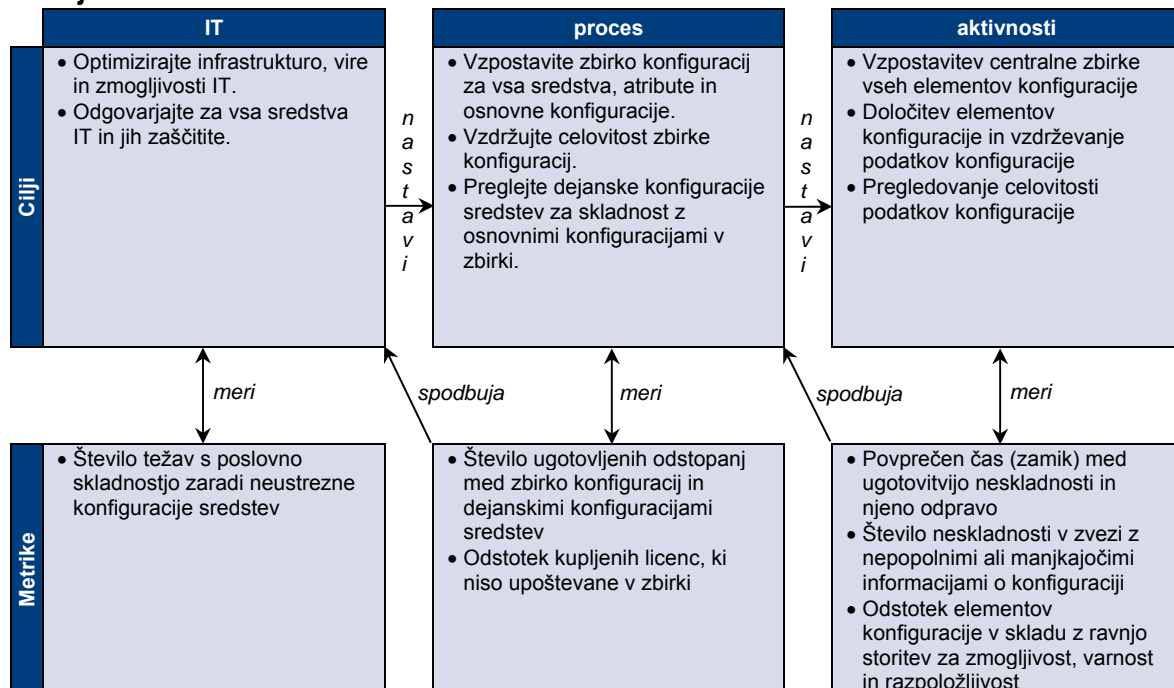 IT
proces
aktivnosti
Cilji
• Optimizirajte infrastrukturo, vire
in zmogljivosti IT.
• Odgovarjajte za vsa sredstva
IT in jih zaščitite.
nastavi
• Vzpostavite zbirko konfiguracij
za vsa sredstva, atribute in
osnovne konfiguracije.
• Vzdržujte celovitost zbirke
konfiguracij.
• Preglejte dejanske konfiguracije
sredstev za skladnost z
osnovnimi konfiguracijami v
zbirki.
nastavi
• Vzpostavitev centralne zbirke
vseh elementov konfiguracije
• Določitev elementov
konfiguracije in vzdrževanje
podatkov konfiguracije
• Pregledovanje celovitosti
podatkov konfiguracije
meri
spodbuja
meri
spodbuja
meri
Metrike
• Število težav s poslovno
skladnostjo zaradi neustrezne
konfiguracije sredstev
• Število ugotovljenih odstopanj
med zbirko konfiguracij in
dejanskimi konfiguracijami
sredstev
• Odstotek kupljenih licenc, ki
niso upoštevane v zbirki
• Povprečen čas (zamik) med
ugotovitvijo neskladnosti in
njeno odpravo
• Število neskladnosti v zvezi z
nepopolnimi ali manjkajočimi
informacijami o konfiguraciji
• Odstotek elementov
konfiguracije v skladu z ravnjo
storitev za zmogljivost, varnost
in razpoložljivost